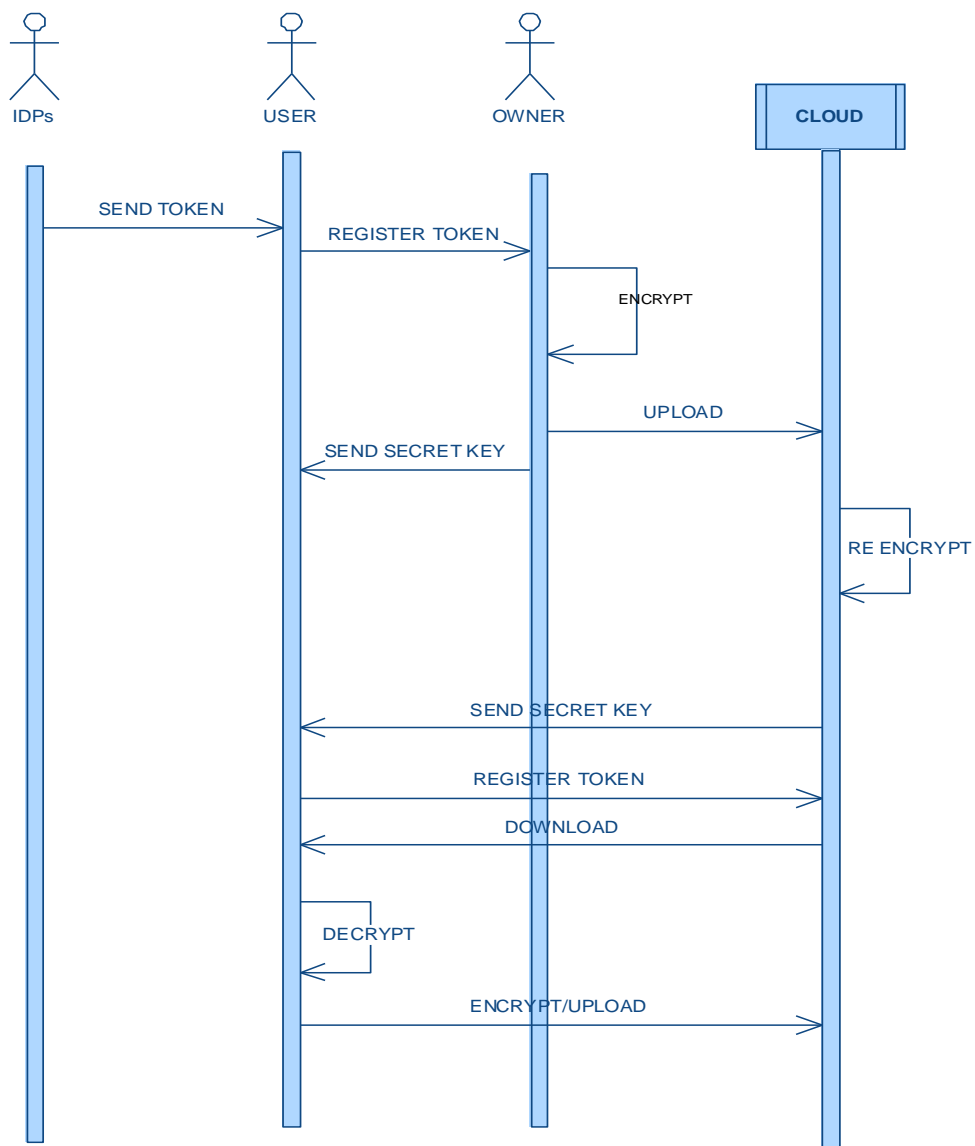 IDPs
USER
OWNER
CLOUD
SEND TOKEN
REGISTER TOKEN
ENCRYPT
UPLOAD
SEND SECRET KEY
RE ENCRYPT
SEND SECRET KEY
REGISTER TOKEN
DOWNLOAD
DECRYPT
ENCRYPT/UPLOAD